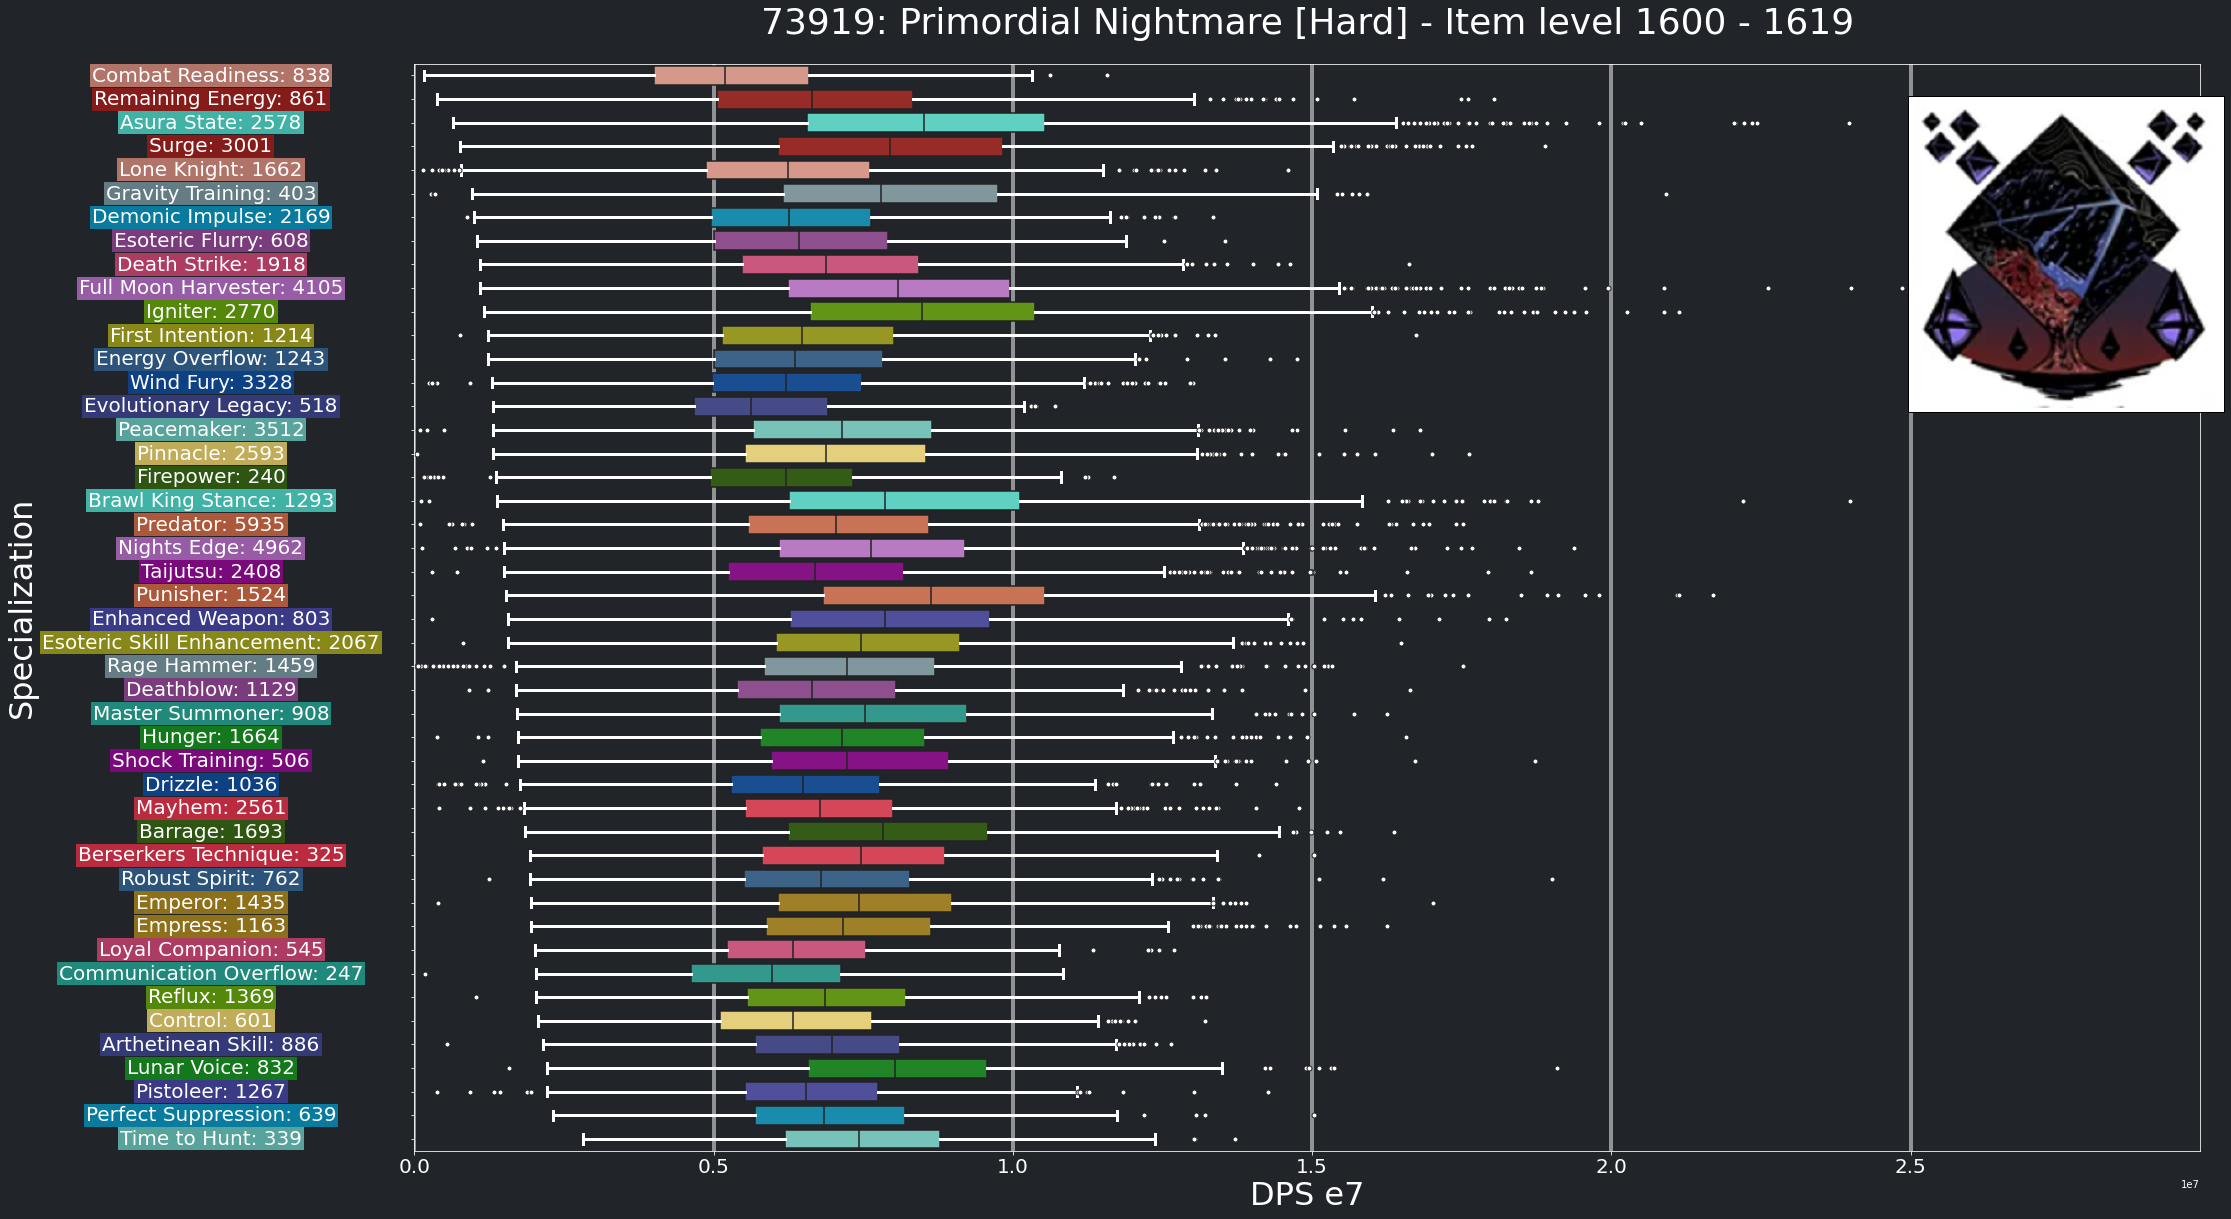 73919: Primordial Nightmare [Hard] - Item level 1600 - 1619
Combat Readiness: 838
Remaining Energy: 861
Asura State: 2578
Surge: 3001
Lone Knight: 1662
Gravity Training: 403
Demonic Impulse: 2169
Esoteric Flurry: 608
Death Strike: 1918
Full Moon Harvester: 4105
Igniter: 2770
First Intention: 1214
Energy Overflow: 1243
Wind Fury: 3328
Evolutionary Legacy: 518
Peacemaker: 3512
Pinnacle: 2593
Firepower: 240
Brawl King Stance: 1293
Predator: 5935
Nights Edge: 4962
Taijutsu: 2408
Punisher: 1524
Enhanced Weapon: 803
Esoteric Skill Enhancement: 2067
Rage Hammer: 1459
Deathblow: 1129
Master Summoner: 908
Hunger: 1664
Shock Training: 506
Drizzle: 1036
Mayhem: 2561
Barrage: 1693
Berserkers Technique: 325
Robust Spirit: 762
Emperor: 1435
Empress: 1163
Loyal Companion: 545
Communication Overflow: 247
Reflux: 1369
Control: 601
Arthetinean Skill: 886
Lunar Voice: 832
Pistoleer: 1267
Perfect Suppression: 639
Time to Hunt: 339
Specialization
0.0 0.5 1.0 1.5 2.0 2.5
DPS e7
1e7